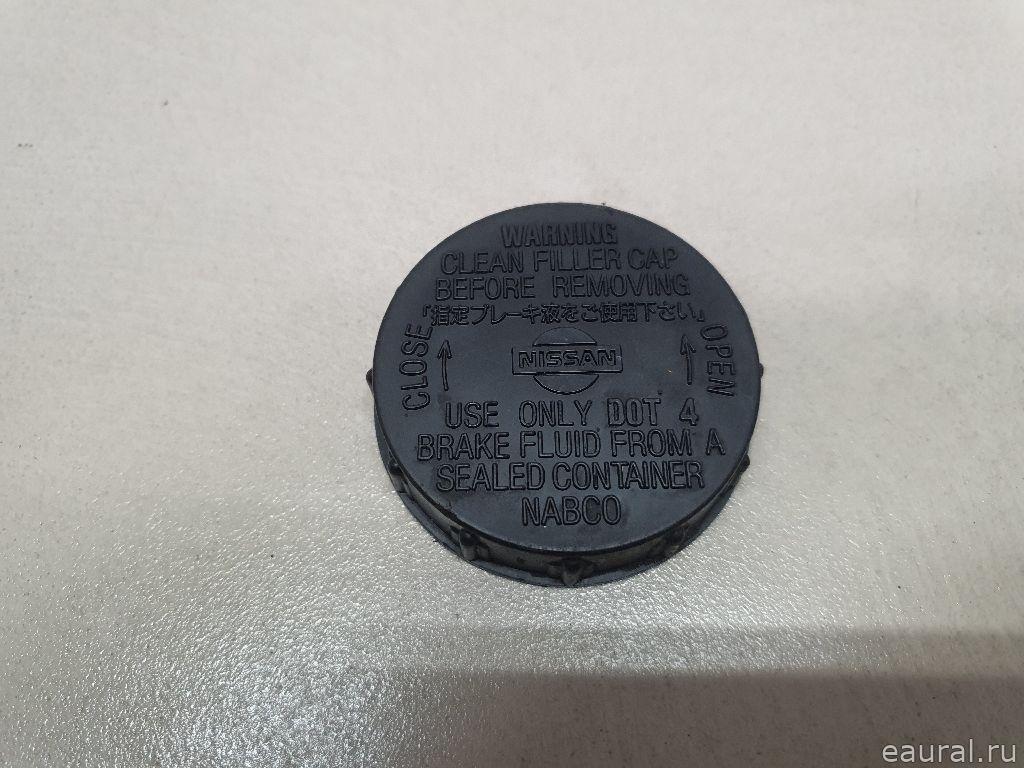 WARNING
CLEAN FILLER CAP
BEFORE REMOVING
「指定ブレーキ液をご使用下さい」
CLOSE
NISSAN
OPEN
USE ONLY DOT 4
BRAKE FLUID FROM A
SEALED CONTAINER
NABCO
eaural.ru